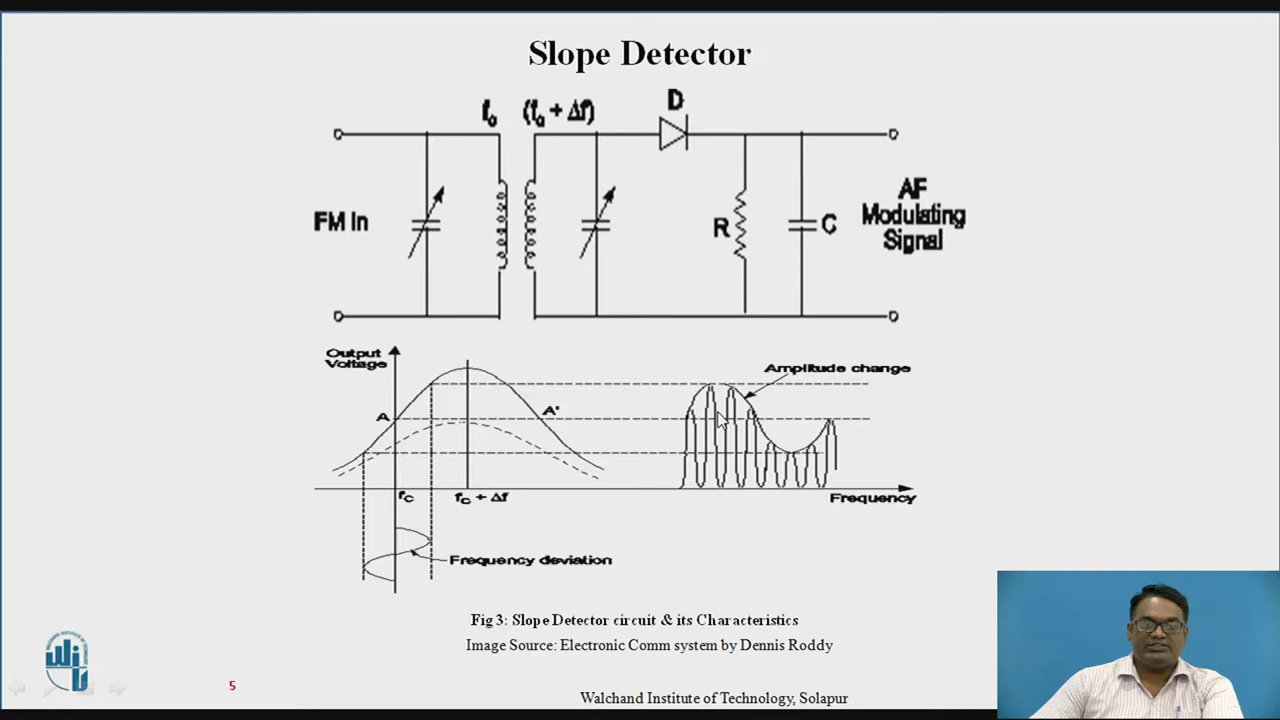 Slope Detector
fo (fo + Δf) D
FM In
R
C
AF
Modulating
Signal
Output
Voltage
Amplitude change
A
A'
fC
fC + Δf
Frequency
Frequency deviation
Fig 3: Slope Detector circuit & its Characteristics
Image Source: Electronic Comm system by Dennis Roddy
5
Walchand Institute of Technology, Solapur